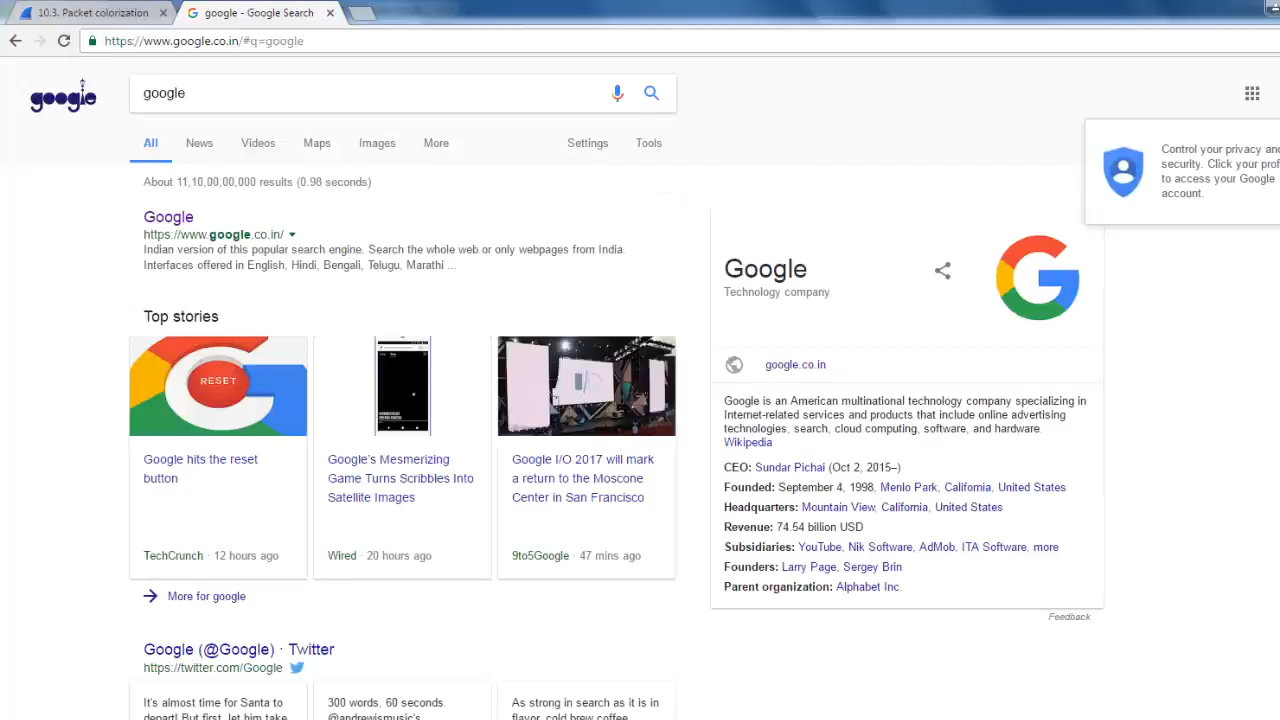 10.3. Packet colorization
google - Google Search
https://www.google.co.in/#q=google
google
google
All News Videos Maps Images More Settings Tools
About 11,10,00,00,000 results (0.98 seconds)
Control your privacy and
security. Click your prof
to access your Google
account.
Google
https://www.google.co.in/
Indian version of this popular search engine. Search the whole web or only webpages from India.
Interfaces offered in English, Hindi, Bengali, Telugu, Marathi ...
Top stories
RESET
Google hits the reset
button
TechCrunch · 12 hours ago
Google's Mesmerizing
Game Turns Scribbles Into
Satellite Images
Wired · 20 hours ago
Google I/O 2017 will mark
a return to the Moscone
Center in San Francisco
9to5Google · 47 mins ago
More for google
Google (@Google) · Twitter
https://twitter.com/Google
It's almost time for Santa to
depart! But first, let him take
300 words, 60 seconds.
@andrewismusic's
As strong in search as it is in
flavor, cold brew coffee
Google
Technology company
google.co.in
Google is an American multinational technology company specializing in
Internet-related services and products that include online advertising
technologies, search, cloud computing, software, and hardware
Wikipedia
CEO: Sundar Pichai (Oct 2, 2015–)
Founded: September 4, 1998, Menlo Park, California, United States
Headquarters: Mountain View, California, United States
Revenue: 74.54 billion USD
Subsidiaries: YouTube, Nik Software, AdMob, ITA Software, more
Founders: Larry Page, Sergey Brin
Parent organization: Alphabet Inc.
Feedback